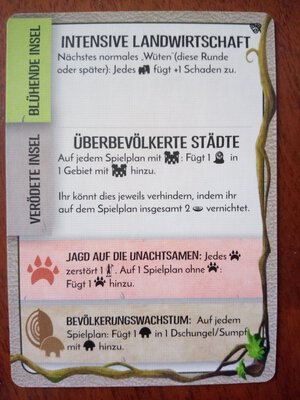 BLÜHENDE INSEL
INTENSIVE LANDWIRTSCHAFT
Nächstes normales „Wüten (diese Runde
oder später): Jedes fügt +1 Schaden zu.
VERÖDETE INSEL
ÜBERBEVÖLKERTE STÄDTE
Auf jedem Spielplan mit : Fügt 1 in
1 Gebiet mit hinzu.
Ihr könnt dies jeweils verhindern, indem ihr
auf dem Spielplan insgesamt 2 vernichtet.
JAGD AUF DIE UNACHTSAMEN: Jedes
zerstört 1 . Auf 1 Spielplan ohne :
Fügt 1 hinzu.
BEVÖLKERUNGSWACHSTUM: Auf jedem
Spielplan: Fügt 1 in 1 Dschungel/Sumpf
mit hinzu.